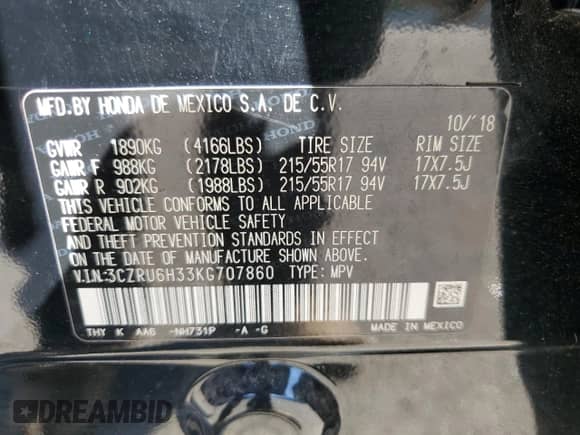 MFD.BY HONDA DE MEXICO S.A. DE C.V.
10/'18
GVWR 1890KG (4166LBS) TIRE SIZE RIM SIZE
GAWR F 988KG (2178LBS) 215/55R17 94V 17X7.5J
GAWR R 902KG (1988LBS) 215/55R17 94V 17X7.5J
THIS VEHICLE CONFORMS TO ALL APPLICABLE
FEDERAL MOTOR VEHICLE SAFETY
AND THEFT PREVENTION STANDARDS IN EFFECT
ON THE DATE OF MANUFACTURE SHOWN ABOVE.
V.I.N:3CZRU6H33KG707860 TYPE: MPV
THY K AA6 -NH731P -A -G MADE IN MEXICO
DREAMBID